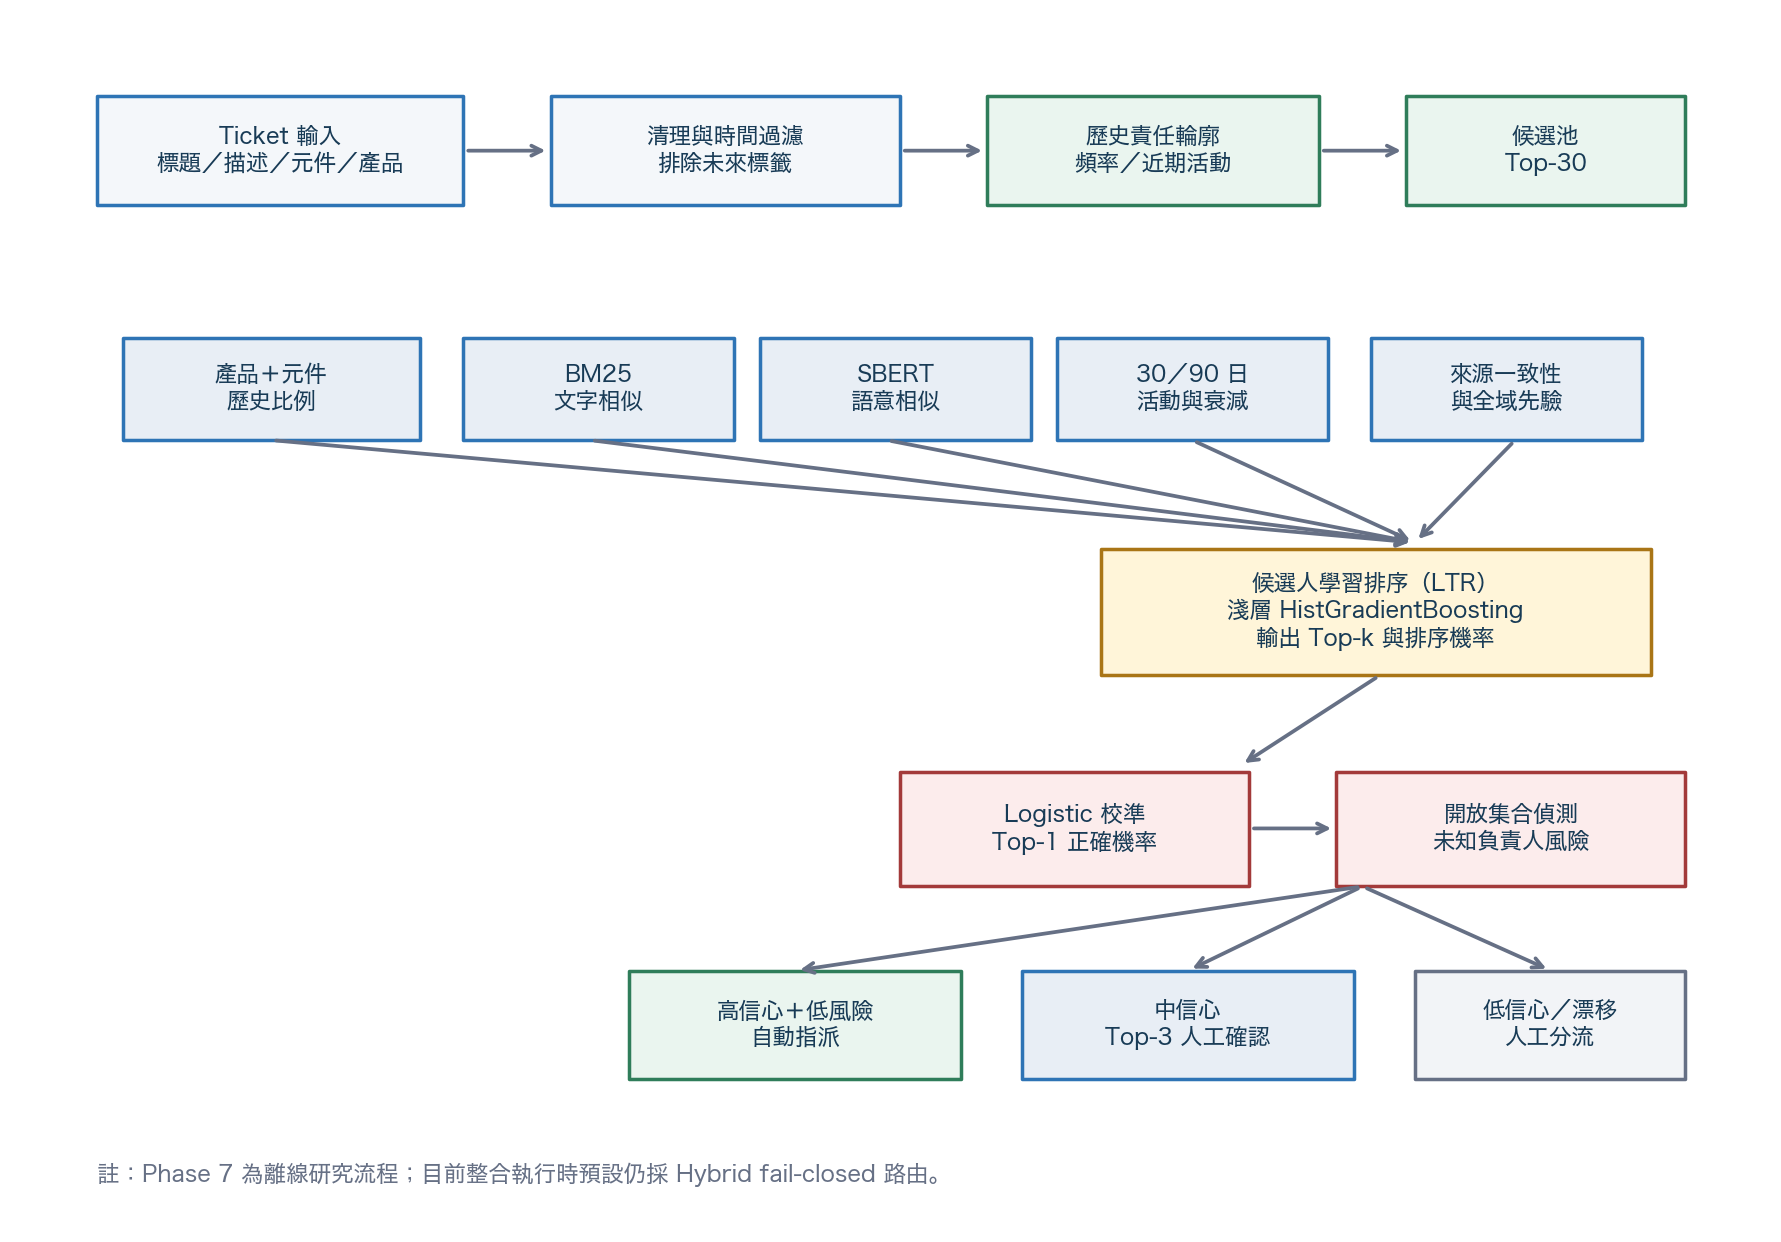 Ticket 輸入
標題／描述／元件／產品
清理與時間過濾
排除未來標籤
歷史責任輪廓
頻率／近期活動
候選池
Top-30
產品＋元件
歷史比例
BM25
文字相似
SBERT
語意相似
30／90 日
活動與衰減
來源一致性
與全域先驗
候選人學習排序（LTR）
淺層 HistGradientBoosting
輸出 Top-k 與排序機率
Logistic 校準
Top-1 正確機率
開放集合偵測
未知負責人風險
高信心＋低風險
自動指派
中信心
Top-3 人工確認
低信心／漂移
人工分流
註：Phase 7 為離線研究流程；目前整合執行時預設仍採 Hybrid fail-closed 路由。